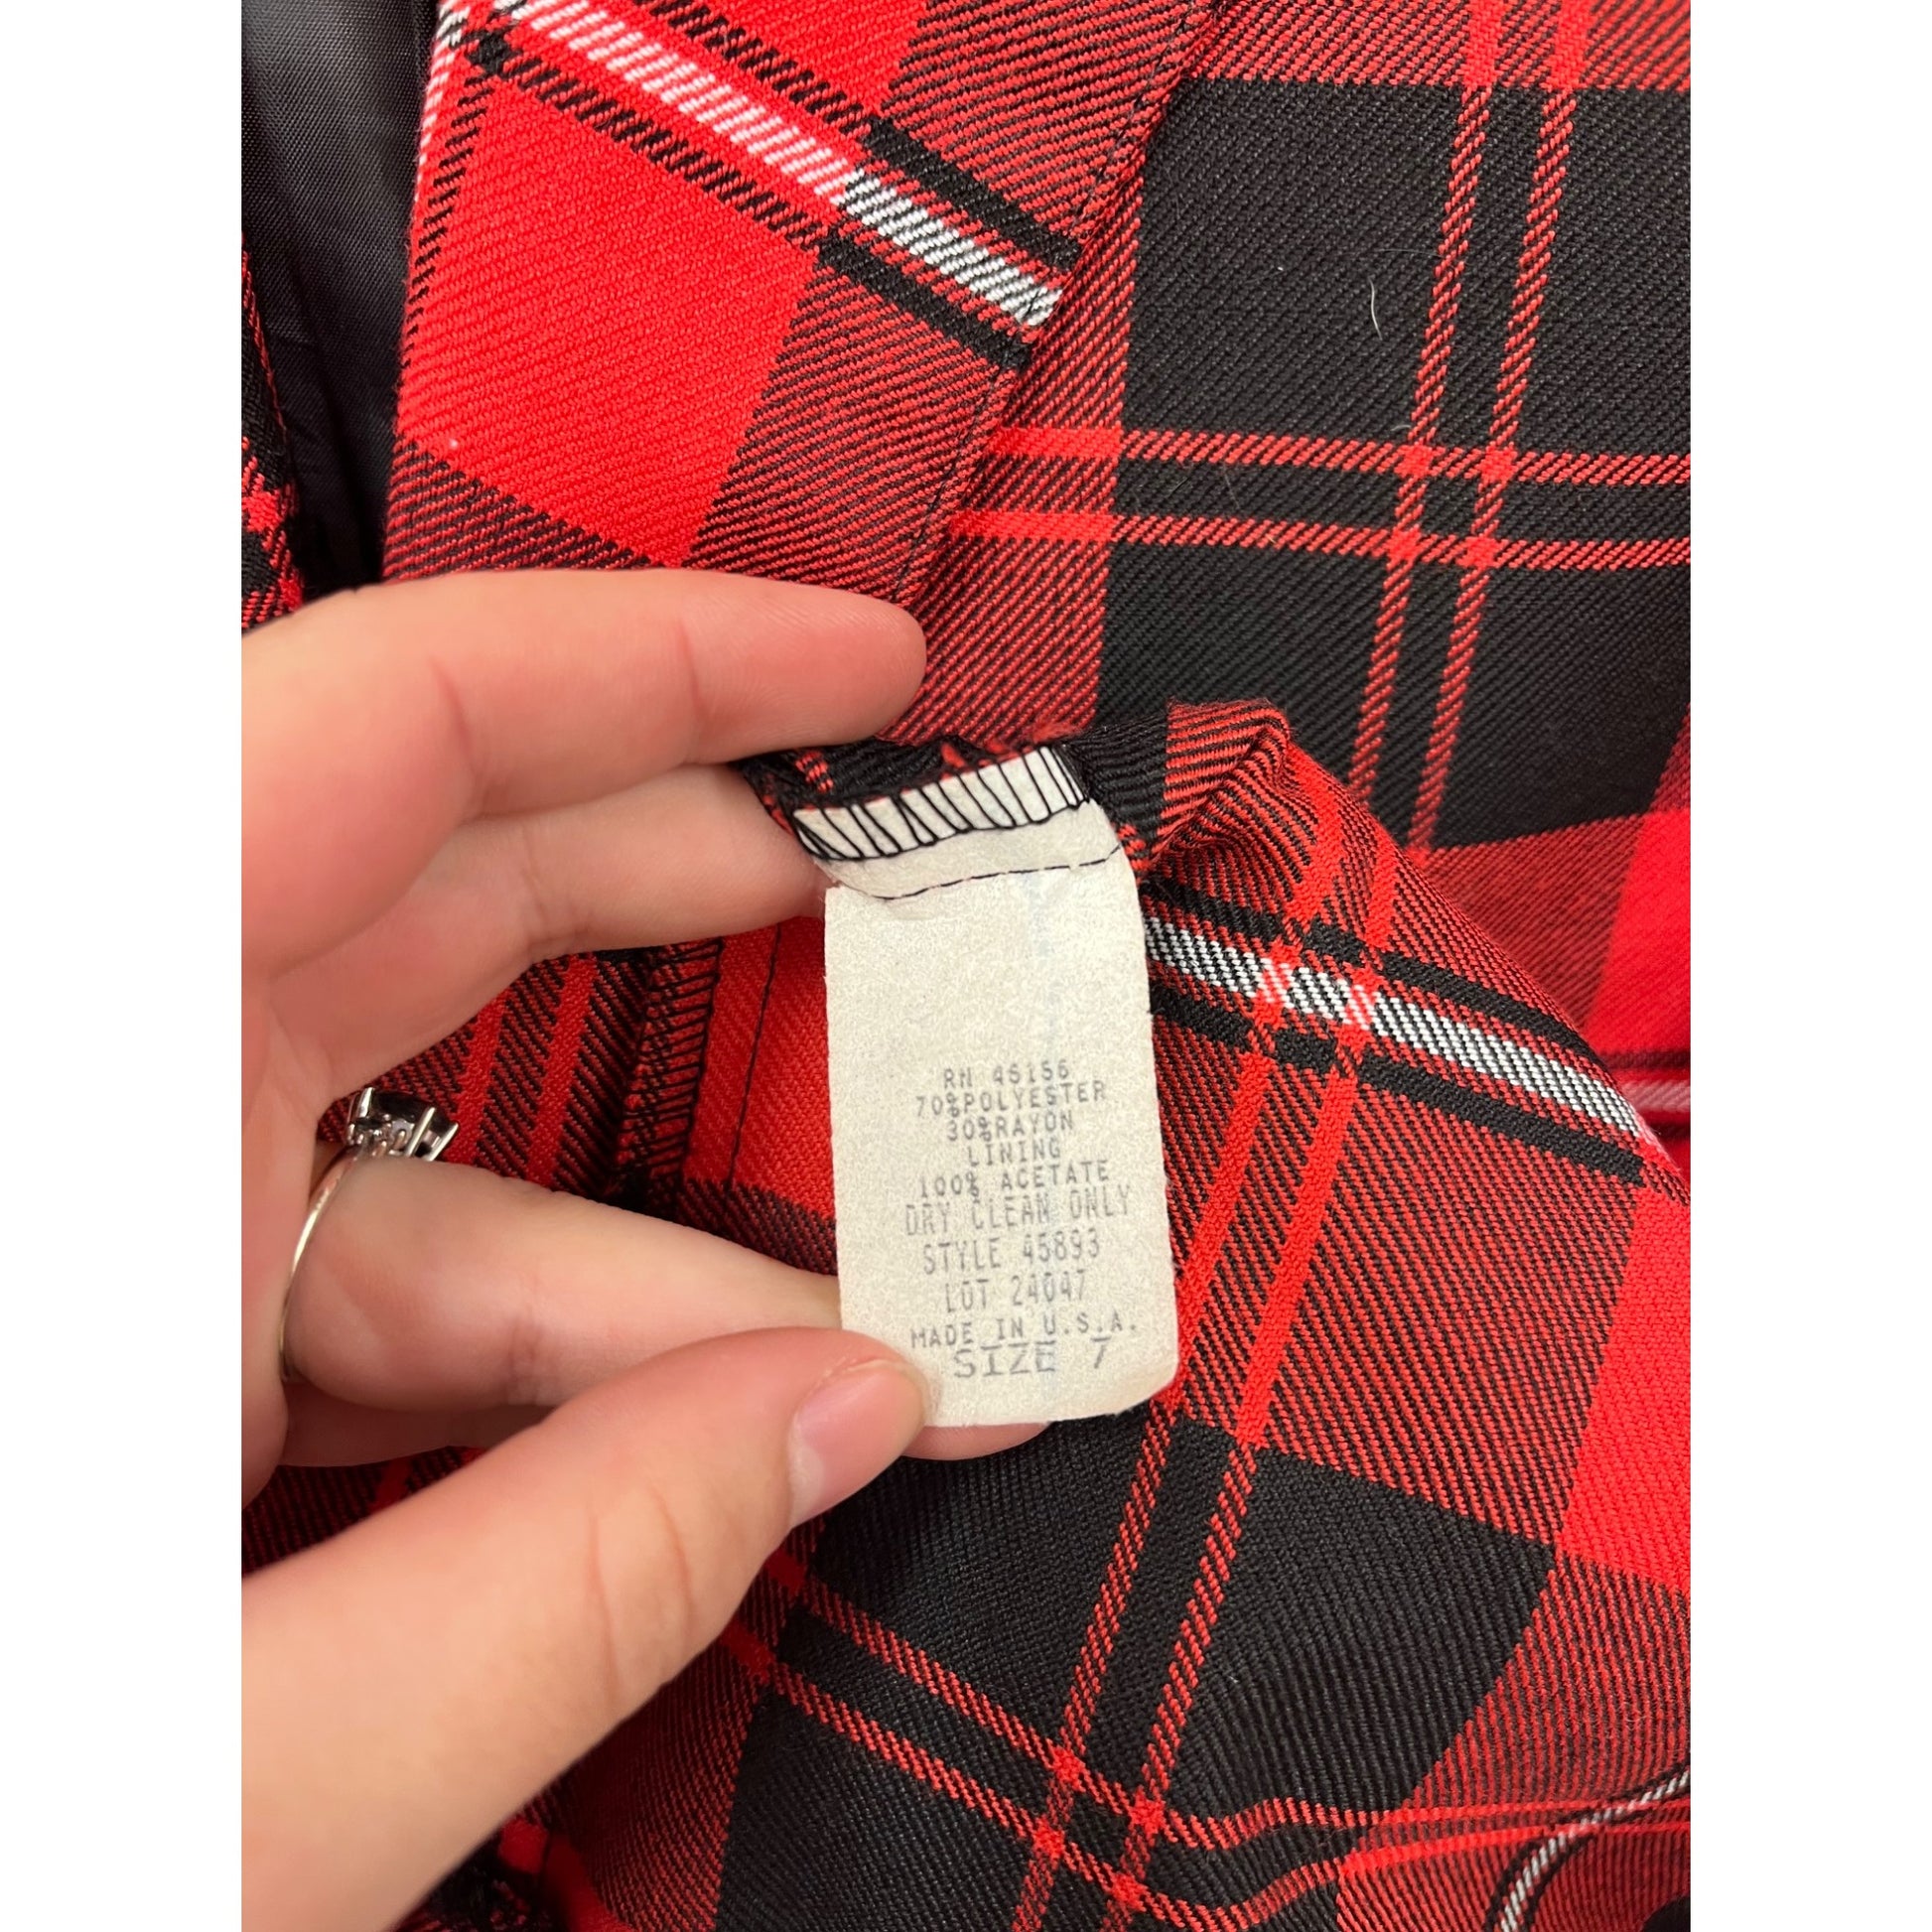 RN 46156
70%POLYESTER
30%RAYON
LINING
100% ACETATE
DRY CLEAN ONLY
STYLE 45893
LOT 24047
MADE IN U.S.A.
SIZE 7